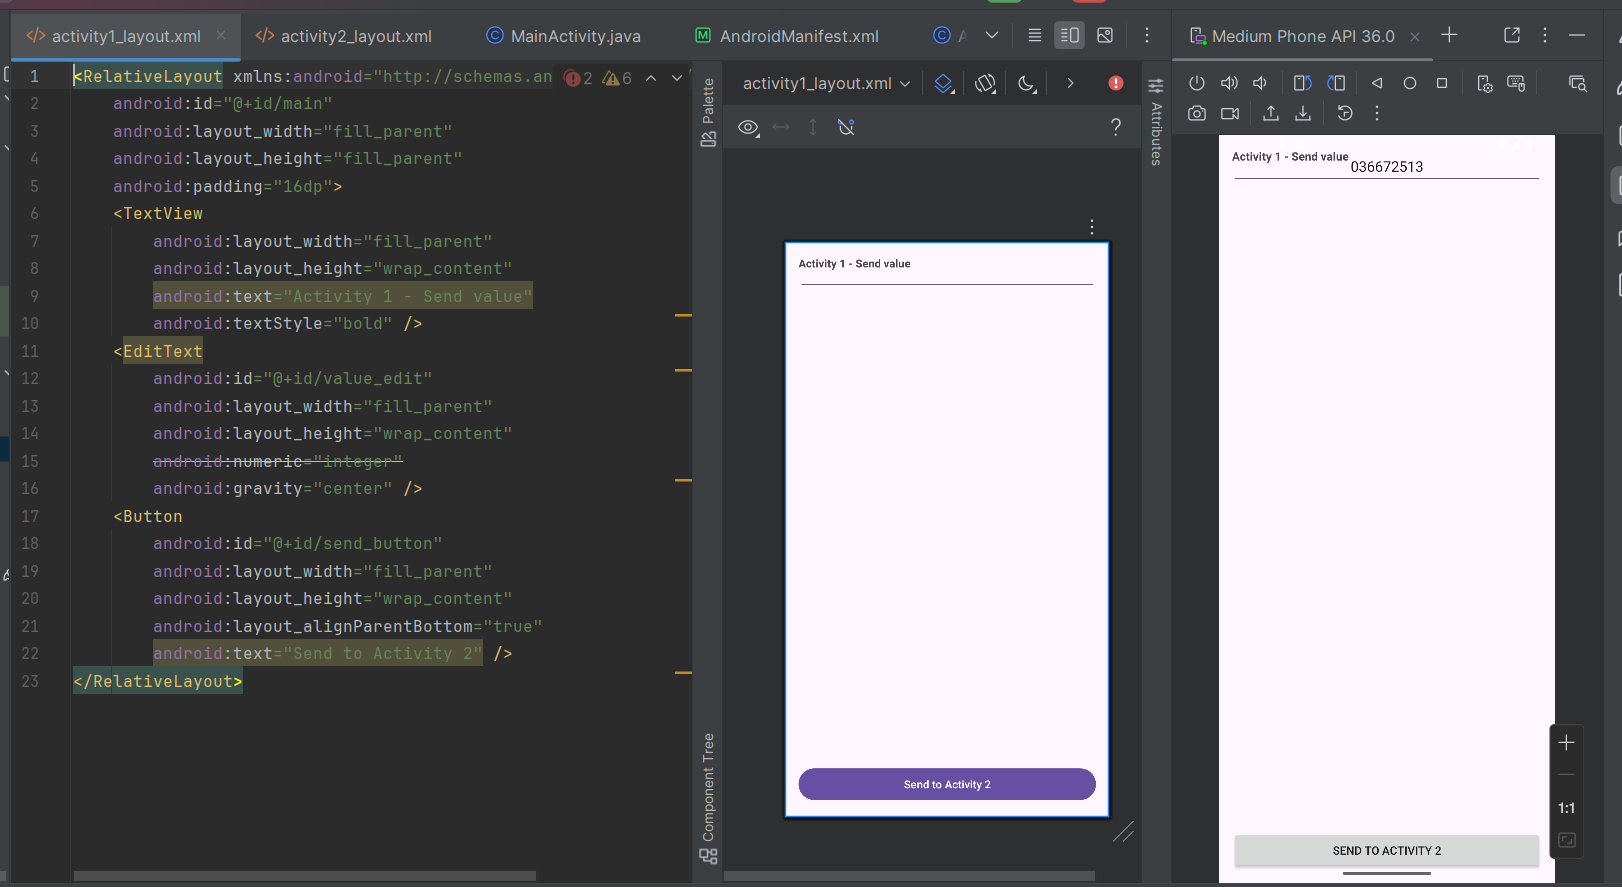 activity1_layout.xml
activity2_layout.xml
MainActivity.java
AndroidManifest.xml
Medium Phone API 36.0
1 <RelativeLayout xmlns:android="http://schemas.an
2 6
2 android:id="@+id/main"
3 android:layout_width="fill_parent"
4 android:layout_height="fill_parent"
5 android:padding="16dp">
6 <TextView
7 android:layout_width="fill_parent"
8 android:layout_height="wrap_content"
9 android:text="Activity 1 - Send value"
10 android:textStyle="bold" />
11 <EditText
12 android:id="@+id/value_edit"
13 android:layout_width="fill_parent"
14 android:layout_height="wrap_content"
15 android:numeric="integer"
16 android:gravity="center" />
17 <Button
18 android:id="@+id/send_button"
19 android:layout_width="fill_parent"
20 android:layout_height="wrap_content"
21 android:layout_alignParentBottom="true"
22 android:text="Send to Activity 2" />
23 </RelativeLayout>
Palette
Component Tree
activity1_layout.xml
?
Activity 1 - Send value
Send to Activity 2
Attributes
Activity 1 - Send value
036672513
SEND TO ACTIVITY 2
1:1